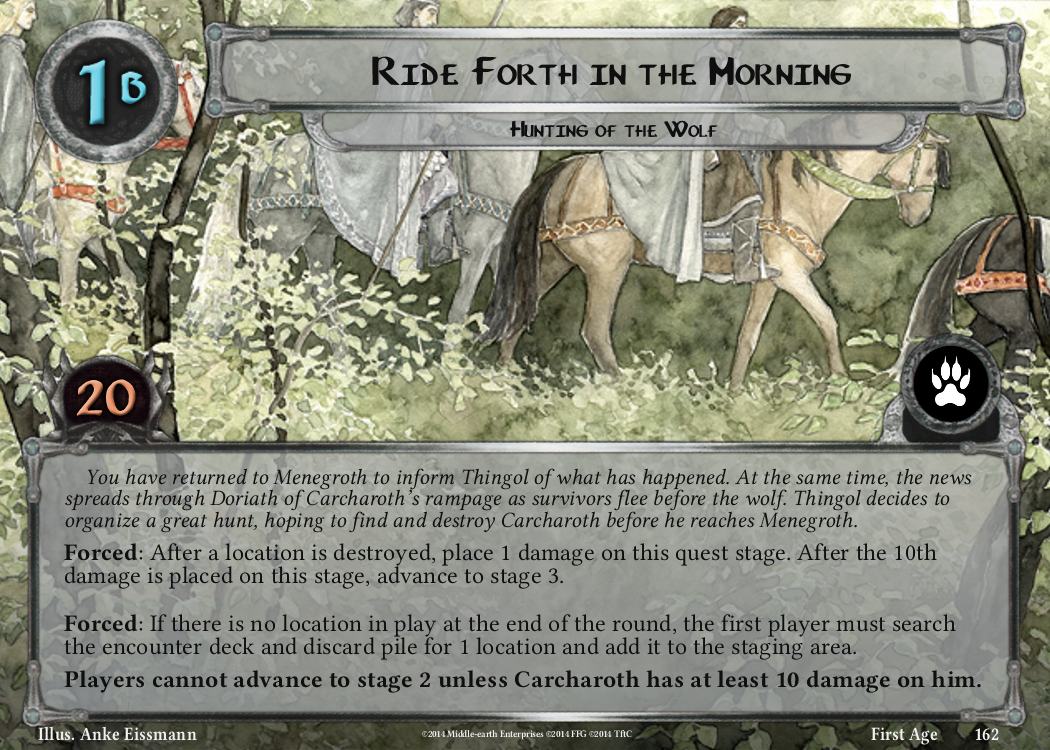 1B
Ride Forth in the Morning
Hunting of the Wolf
20
You have returned to Menegroth to inform Thingol of what has happened. At the same time, the news
spreads through Doriath of Carcharoth's rampage as survivors flee before the wolf. Thingol decides to
organize a great hunt, hoping to find and destroy Carcharoth before he reaches Menegroth.
Forced: After a location is destroyed, place 1 damage on this quest stage. After the 10th
damage is placed on this stage, advance to stage 3.
Forced: If there is no location in play at the end of the round, the first player must search
the encounter deck and discard pile for 1 location and add it to the staging area.
Players cannot advance to stage 2 unless Carcharoth has at least 10 damage on him.
Illus. Anke Eissmann ©2014 Middle-earth Enterprises ©2014 FFG ©2014 TAC First Age 162